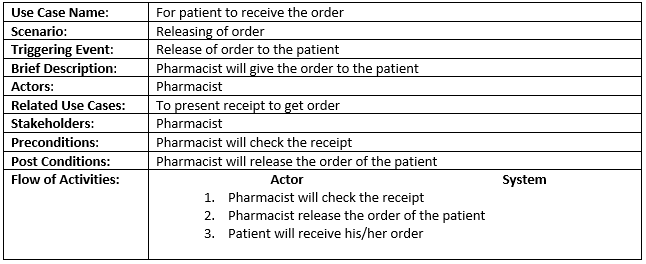 Use Case Name: For patient to receive the order
Scenario: Releasing of order
Triggering Event: Release of order to the patient
Brief Description: Pharmacist will give the order to the patient
Actors: Pharmacist
Related Use Cases: To present receipt to get order
Stakeholders: Pharmacist
Preconditions: Pharmacist will check the receipt
Post Conditions: Pharmacist will release the order of the patient
Flow of Activities: Actor System
1. Pharmacist will check the receipt
2. Pharmacist release the order of the patient
3. Patient will receive his/her order